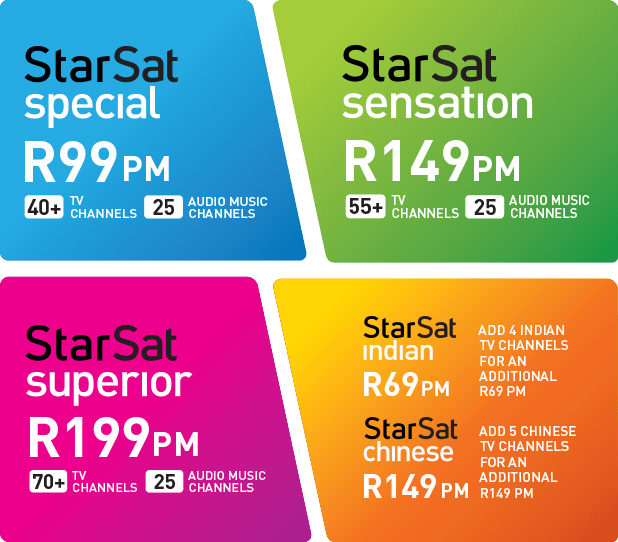 StarSat
special
R99PM
40+ TV CHANNELS 25 AUDIO MUSIC CHANNELS
StarSat
sensation
R149PM
55+ TV CHANNELS 25 AUDIO MUSIC CHANNELS
StarSat
superior
R199PM
70+ TV CHANNELS 25 AUDIO MUSIC CHANNELS
StarSat
indian
R69PM
ADD 4 INDIAN
TV CHANNELS
FOR AN
ADDITIONAL
R69 PM
StarSat
chinese
R149PM
ADD 5 CHINESE
TV CHANNELS
FOR AN
ADDITIONAL
R149 PM